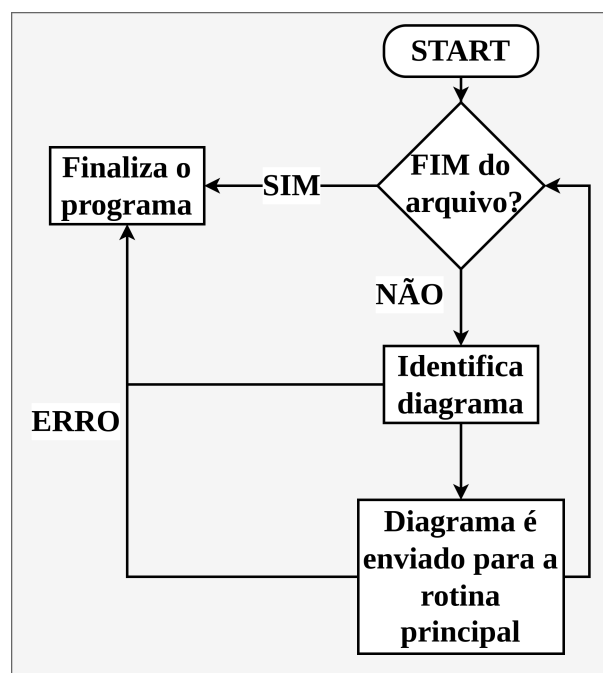 START
FIM do
arquivo?
SIM
Finaliza o
programa
NÃO
Identifica
diagrama
ERRO
Diagrama é
enviado para a
rotina
principal